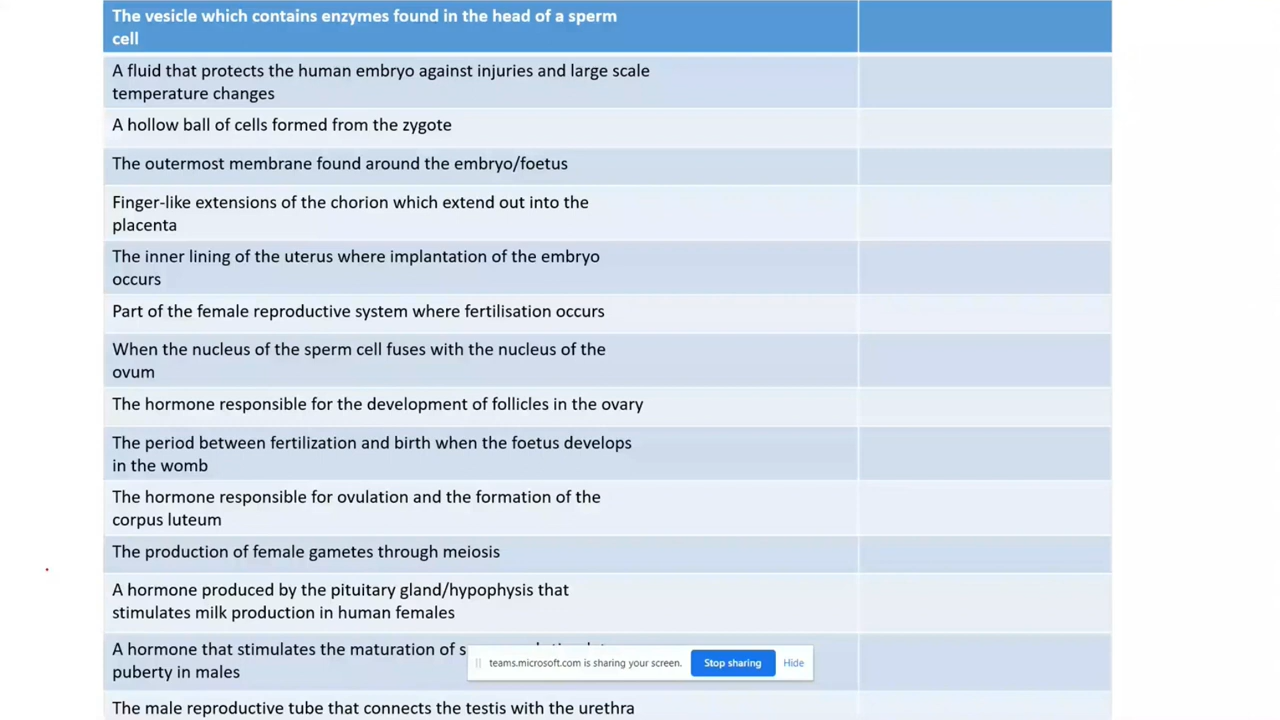 The vesicle which contains enzymes found in the head of a sperm
cell
A fluid that protects the human embryo against injuries and large scale
temperature changes
A hollow ball of cells formed from the zygote
The outermost membrane found around the embryo/foetus
Finger-like extensions of the chorion which extend out into the
placenta
The inner lining of the uterus where implantation of the embryo
occurs
Part of the female reproductive system where fertilisation occurs
When the nucleus of the sperm cell fuses with the nucleus of the
ovum
The hormone responsible for the development of follicles in the ovary
The period between fertilization and birth when the foetus develops
in the womb
The hormone responsible for ovulation and the formation of the
corpus luteum
The production of female gametes through meiosis
A hormone produced by the pituitary gland/hypophysis that
stimulates milk production in human females
A hormone that stimulates the maturation of
puberty in males
teams.microsoft.com is sharing your screen. Stop sharing Hide
The male reproductive tube that connects the testis with the urethra